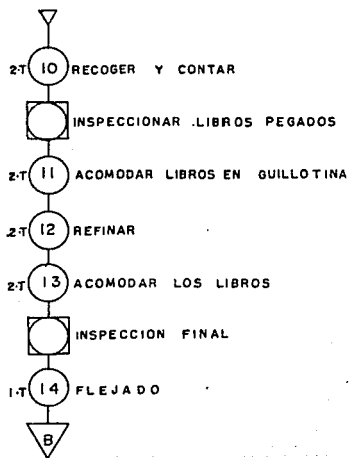 2·T 10 RECOGER Y CONTAR
INSPECCIONAR .LIBROS PEGADOS
2·T 11 ACOMODAR LIBROS EN GUILLOTINA
.2·T 12 REFINAR
2·T 13 ACOMODAR LOS LIBROS
INSPECCION FINAL
1·T 14 FLEJADO
B